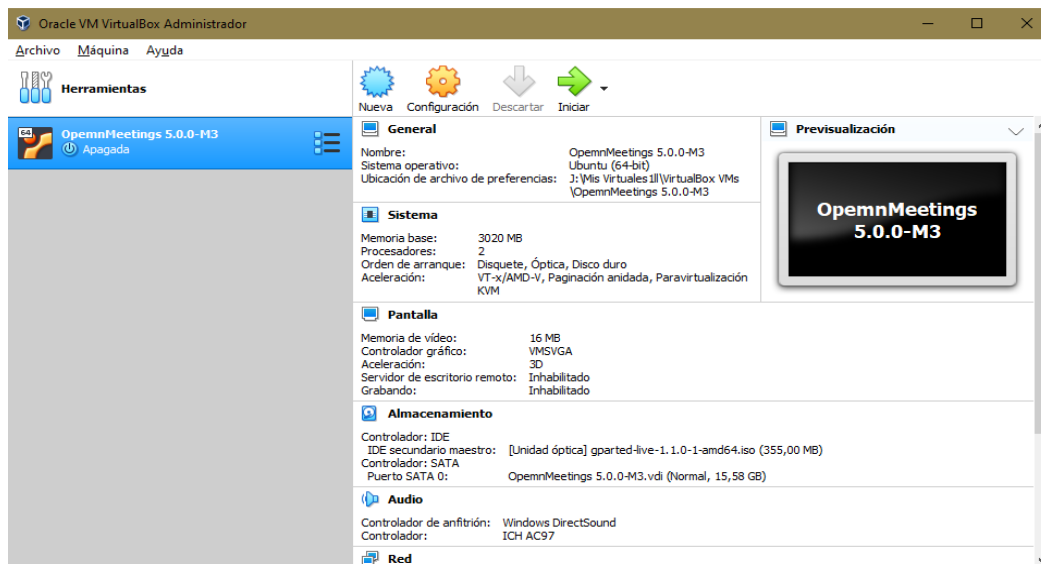 Oracle VM VirtualBox Administrador
Archivo Máquina Ayuda
Herramientas
Nueva Configuración Descartar Iniciar
64
OpemnMeetings 5.0.0-M3
Apagada
General
Nombre: OpemnMeetings 5.0.0-M3
Sistema operativo: Ubuntu (64-bit)
Ubicación de archivo de preferencias: J:\Mis Virtuales1ll\VirtualBox VMs
\OpemnMeetings 5.0.0-M3
Previsualización
OpemnMeetings
5.0.0-M3
Sistema
Memoria base: 3020 MB
Procesadores: 2
Orden de arranque: Disquete, Óptica, Disco duro
Aceleración: VT-x/AMD-V, Paginación anidada, Paravirtualización
KVM
Pantalla
Memoria de vídeo: 16 MB
Controlador gráfico: VMSVGA
Aceleración: 3D
Servidor de escritorio remoto: Inhabilitado
Grabando: Inhabilitado
Almacenamiento
Controlador: IDE
IDE secundario maestro: [Unidad óptica] gparted-live-1.1.0-1-amd64.iso (355,00 MB)
Controlador: SATA
Puerto SATA 0: OpemnMeetings 5.0.0-M3.vdi (Normal, 15,58 GB)
Audio
Controlador de anfitrión: Windows DirectSound
Controlador: ICH AC97
Red